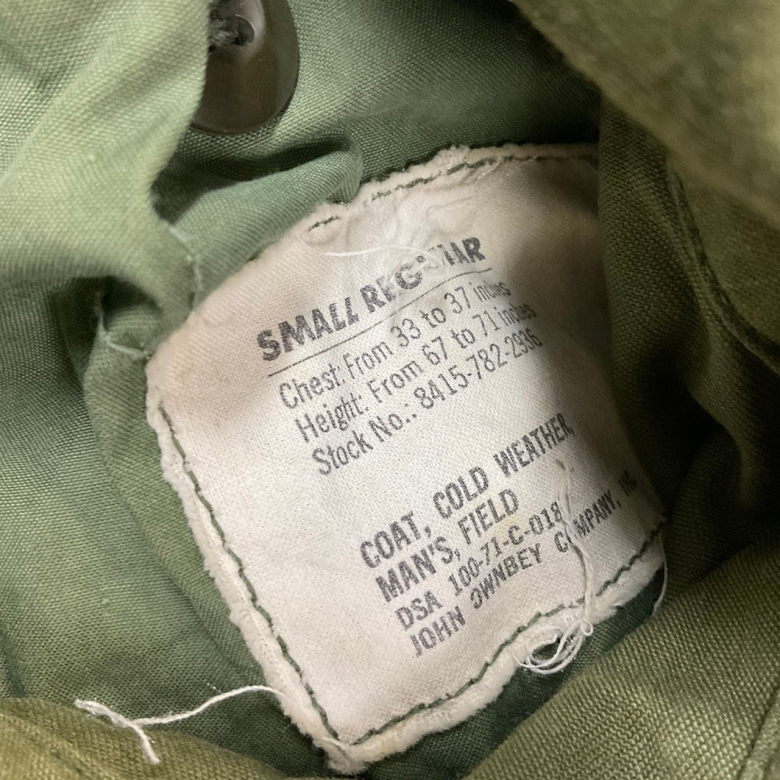 SMALL REGULAR
Chest: From 33 to 37 inches
Height: From 67 to 71 inches
Stock No.: 8415-782-2936
COAT, COLD WEATHER,
MAN'S, FIELD
DSA 100-71-C-018
JOHN OWNBEY COMPANY, INC